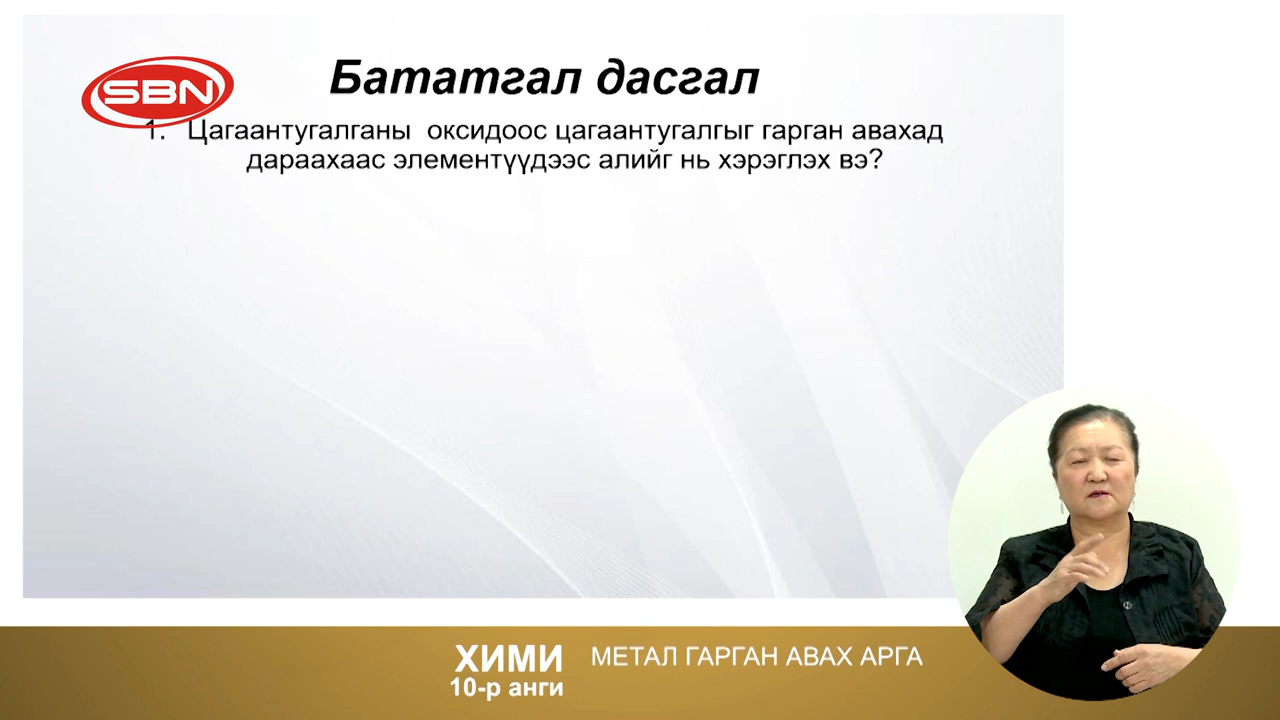 Бататгал дасгал
SBN
1. Цагаантугалганы оксидоос цагаантугалгыг гарган авахад
дараахаас элементүүдээс алийг нь хэрэглэх вэ?
ХИМИ
МЕТАЛ ГАРГАН АВАХ АРГА
10-р анги